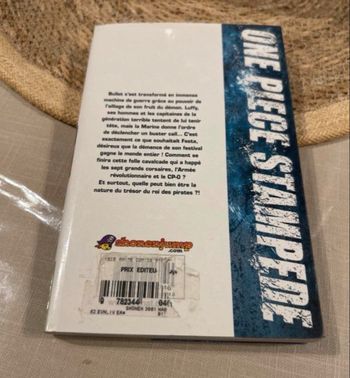 Bullet s'est transformé en immense
machine de guerre grâce au pouvoir de
l'alliage de son fruit du démon. Luffy,
ses hommes et les capitaines de la
génération terrible tentent de lui tenir
tête, mais la Marine donne l'ordre
de déclencher un buster call... C'est
exactement ce que souhaitait Festa,
désireux que la démence de son festival
gagne le monde entier ! Comment se
finira cette folle cavalcade qui a happé
les sept grands corsaires, l'Armée
révolutionnaire et le CP-0 ?
Et surtout, quelle peut bien être la
nature du trésor du roi des pirates ?!
shonenjump
.com
PRIX EDITEU
9 782344
ONE PIECE STAMPEDE